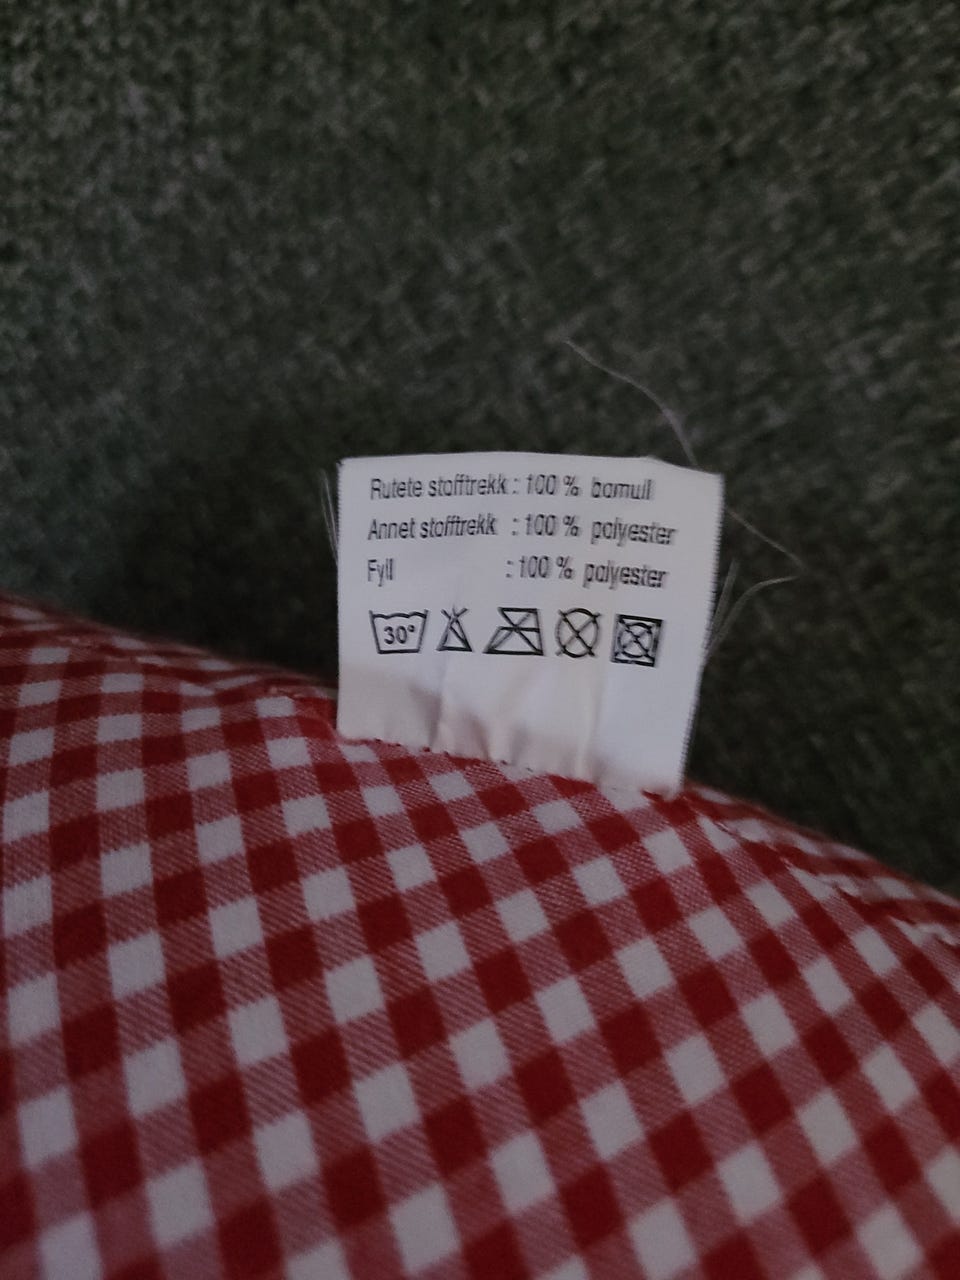 Rutete stofftrekk : 100 % bomull
Annet stofftrekk : 100 % polyester
Fyll : 100 % polyester
30°